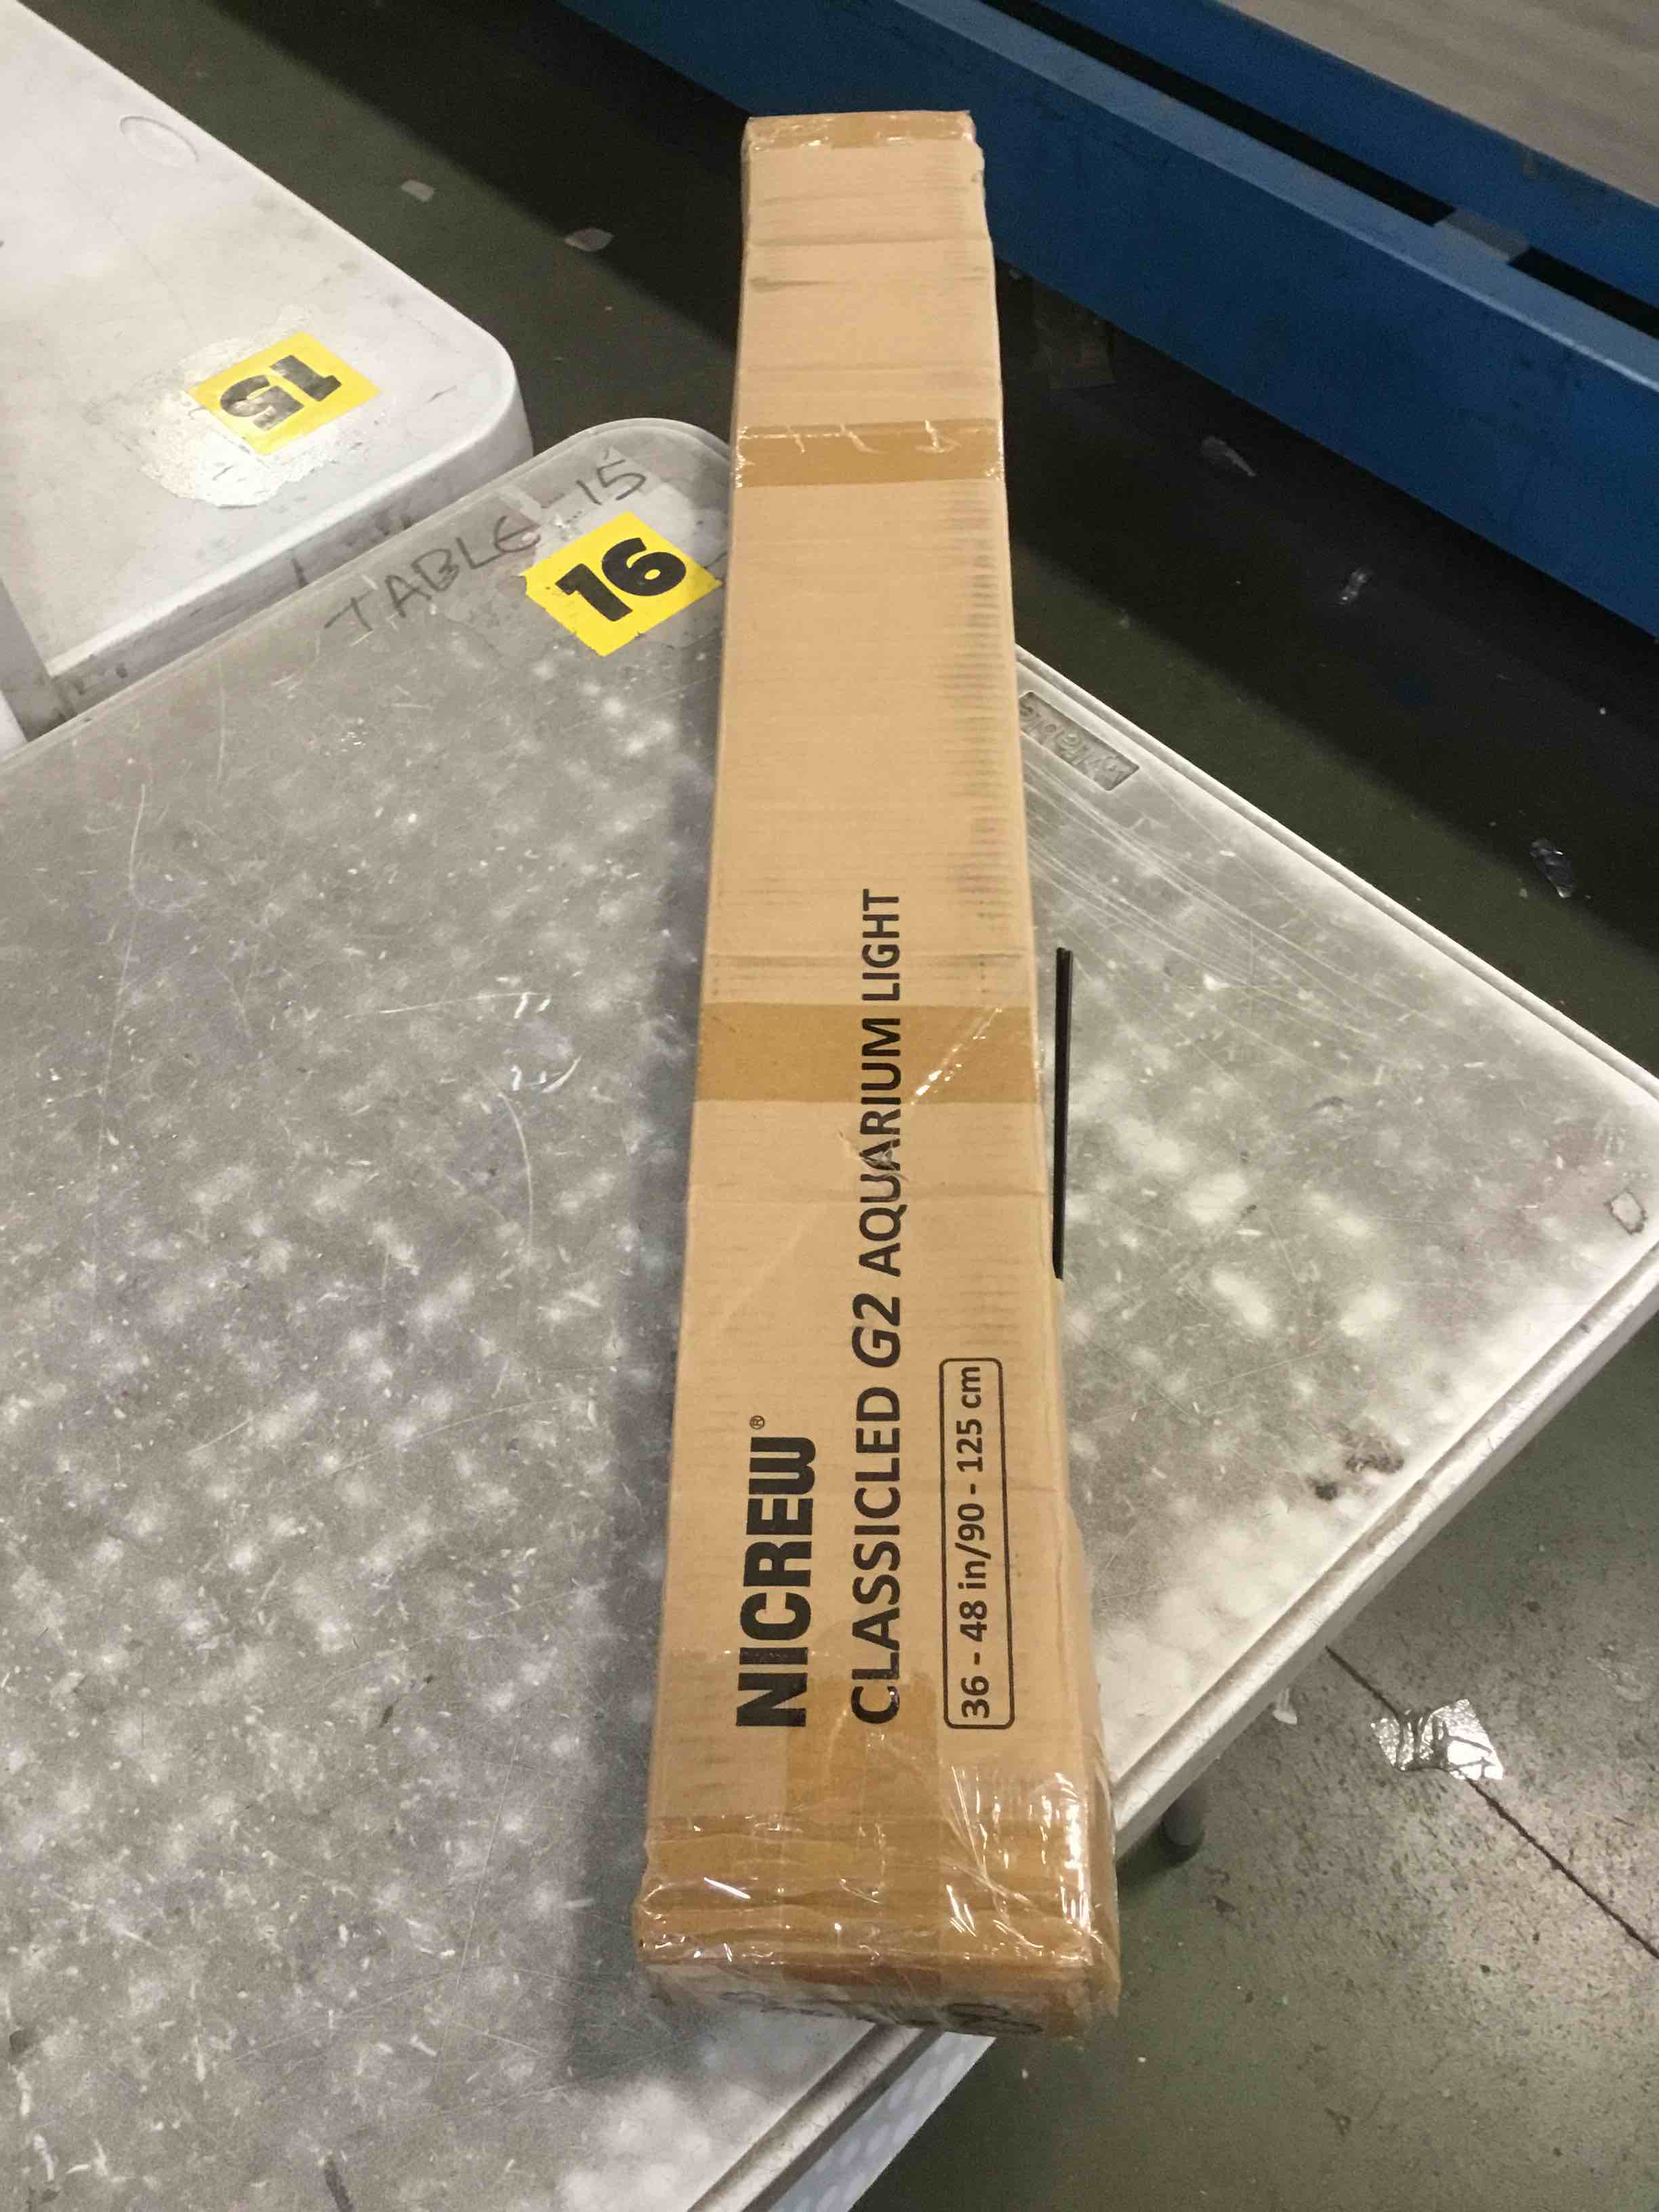 15
TABLE-15
16
NICREW®
CLASSICLED G2 AQUARIUM LIGHT
36 - 48 in/90 - 125 cm